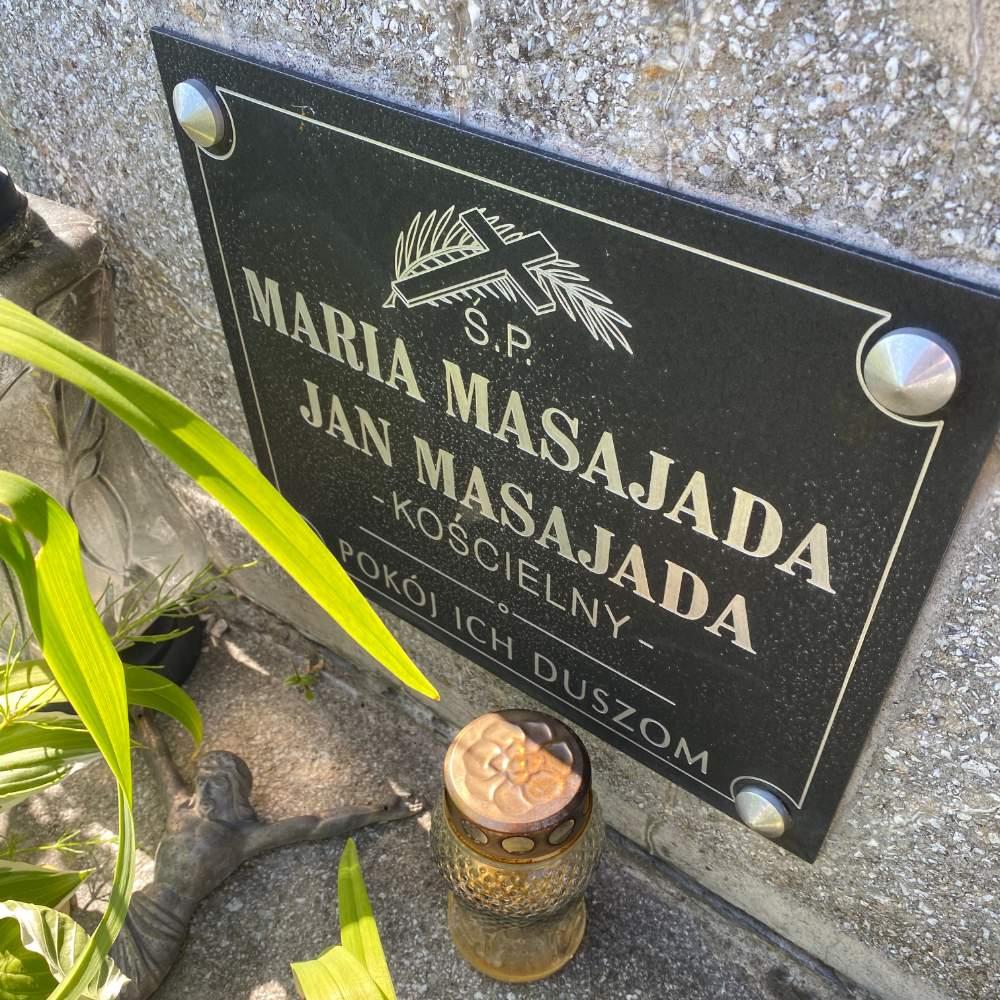 Ś.P.
MARIA MASAJADA
JAN MASAJADA
-KOŚCIELNY-
POKÓJ ICH DUSZOM